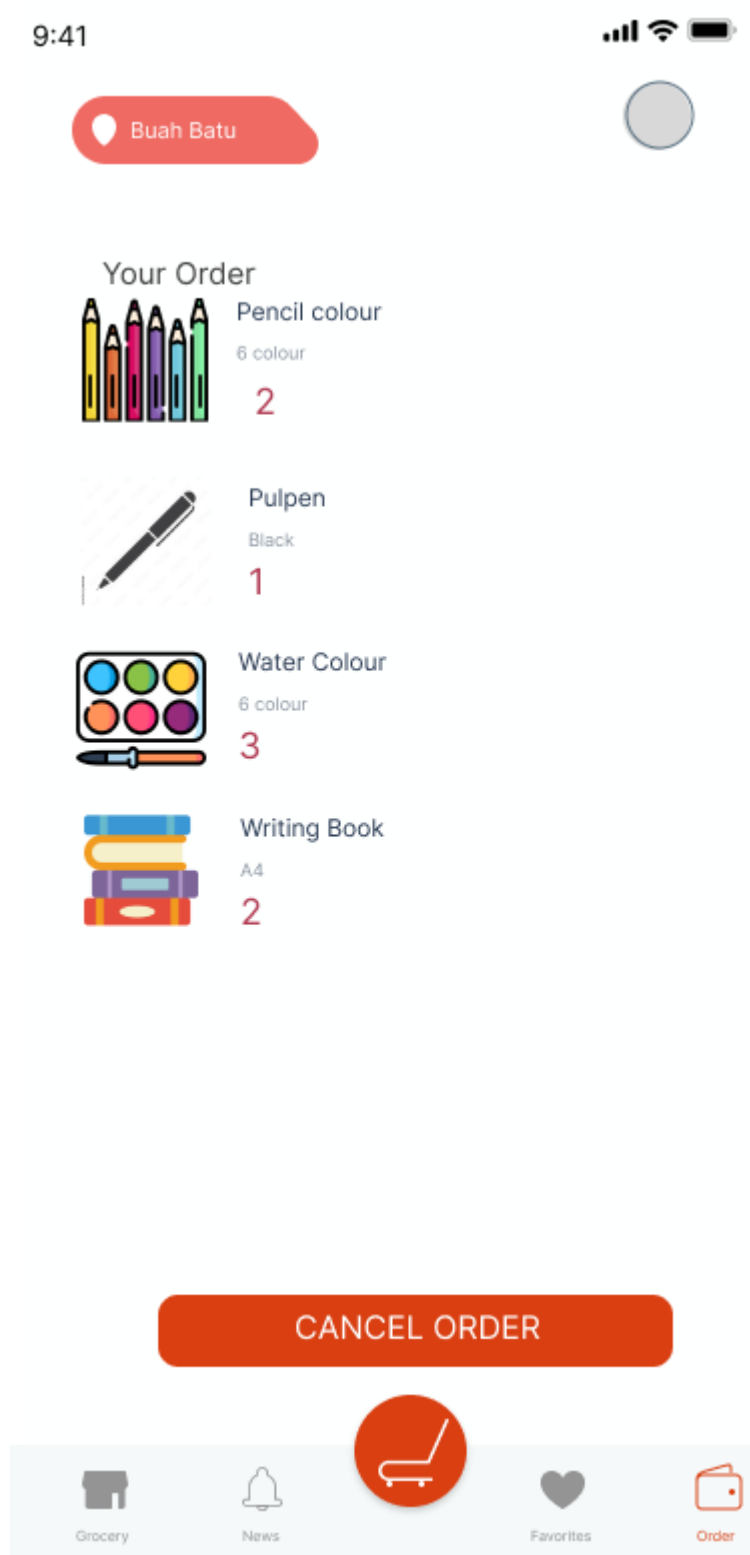 9:41
Buah Batu
Your Order
Pencil colour
6 colour
2
Pulpen
Black
1
Water Colour
6 colour
3
Writing Book
A4
2
CANCEL ORDER
Grocery
News
Favorites
Order